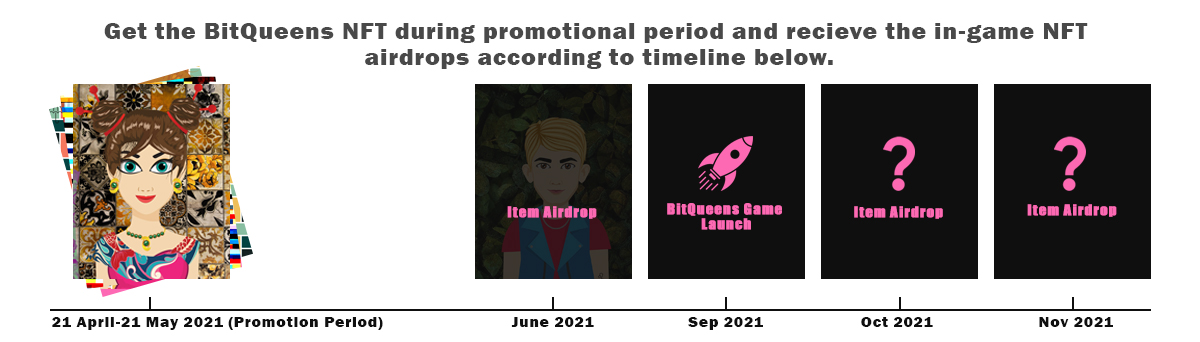 Get the BitQueens NFT during promotional period and recieve the in-game NFT
airdrops according to timeline below.
Item Airdrop
BitQueens Game
Launch
?
Item Airdrop
?
Item Airdrop
21 April-21 May 2021 (Promotion Period)
June 2021
Sep 2021
Oct 2021
Nov 2021